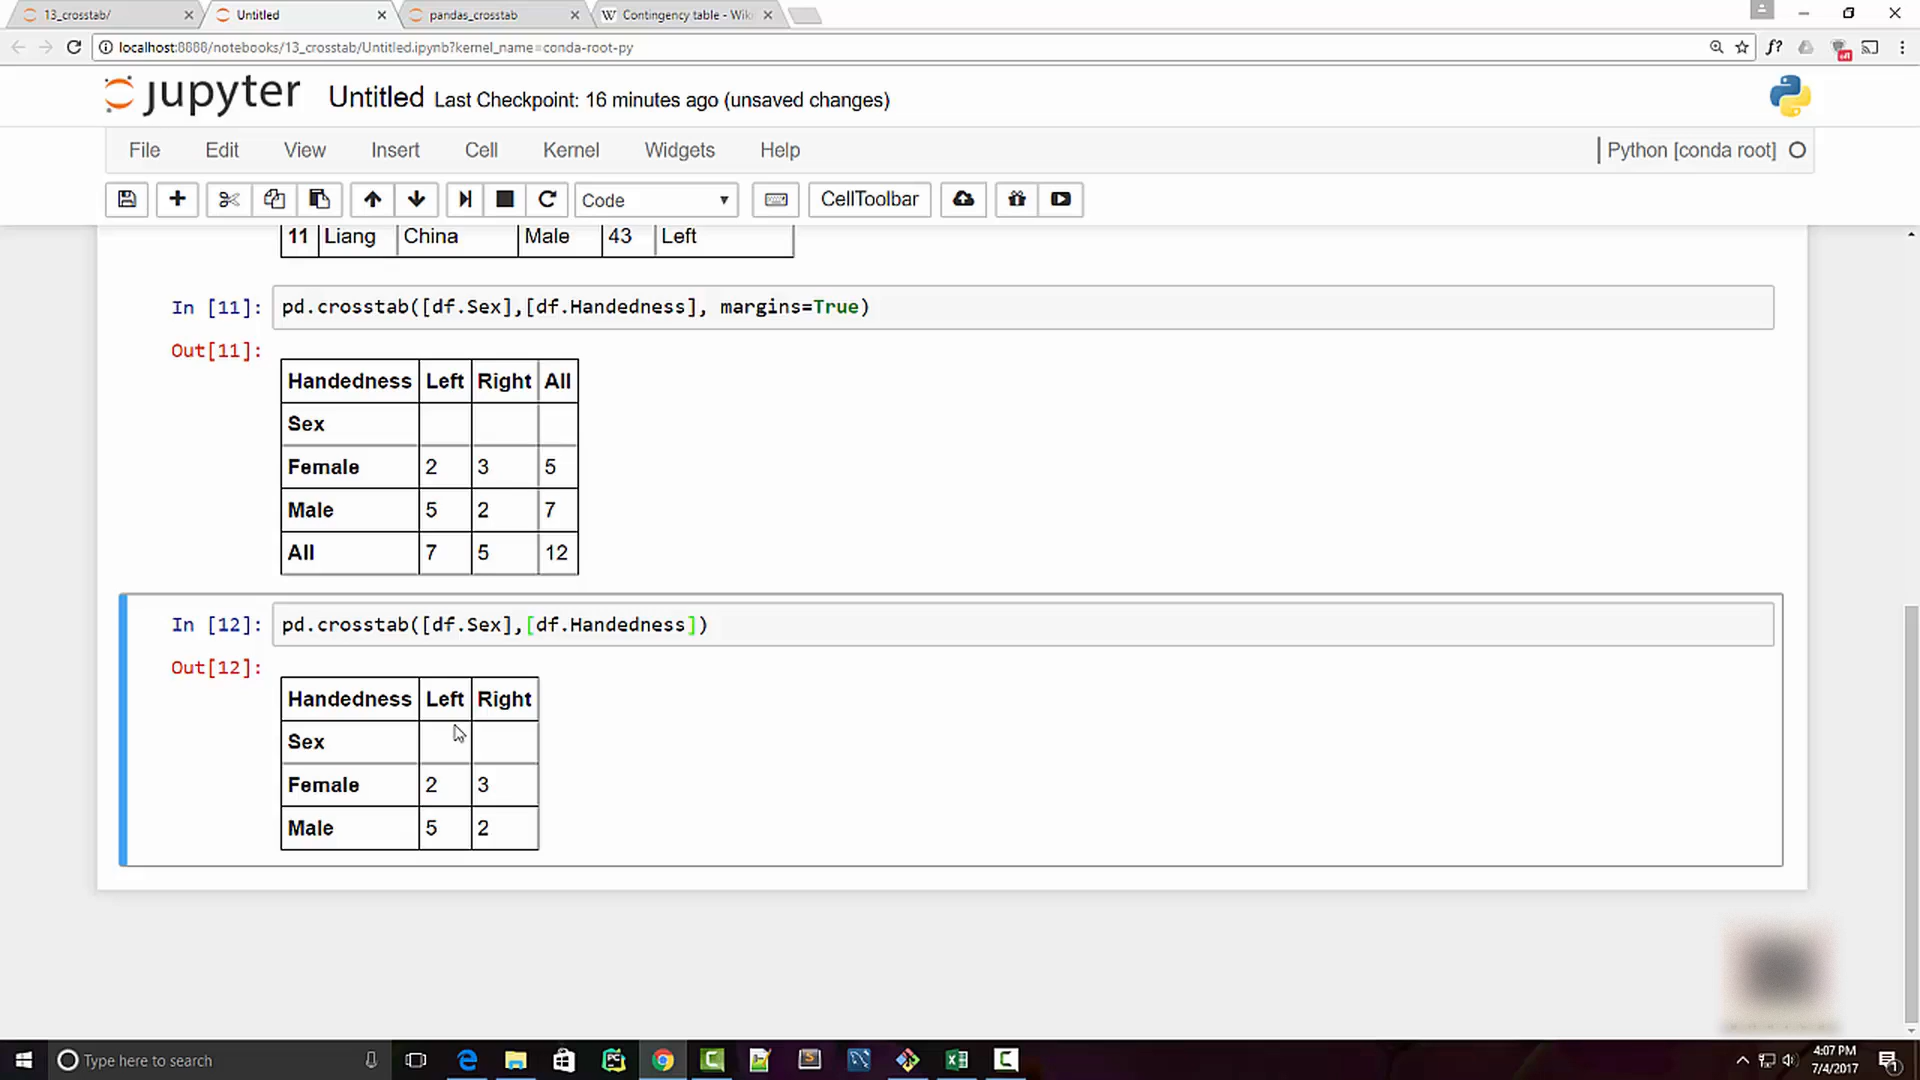 13_crosstab/
Untitled
pandas_crosstab
Contingency table - Wiki
localhost:8888/notebooks/13_crosstab/Untitled.ipynb?kernel_name=conda-root-py
f?
jupyter Untitled Last Checkpoint: 16 minutes ago (unsaved changes)
File Edit View Insert Cell Kernel Widgets Help
Python [conda root]
Code
CellToolbar
11 Liang China Male 43 Left
In [11]: pd.crosstab([df.Sex],[df.Handedness], margins=True)
Out[11]:
Handedness Left Right All
Sex
Female 2 3 5
Male 5 2 7
All 7 5 12
In [12]: pd.crosstab([df.Sex],[df.Handedness])
Out[12]:
Handedness Left Right
Sex
Female 2 3
Male 5 2
Type here to search
4:07 PM
7/4/2017